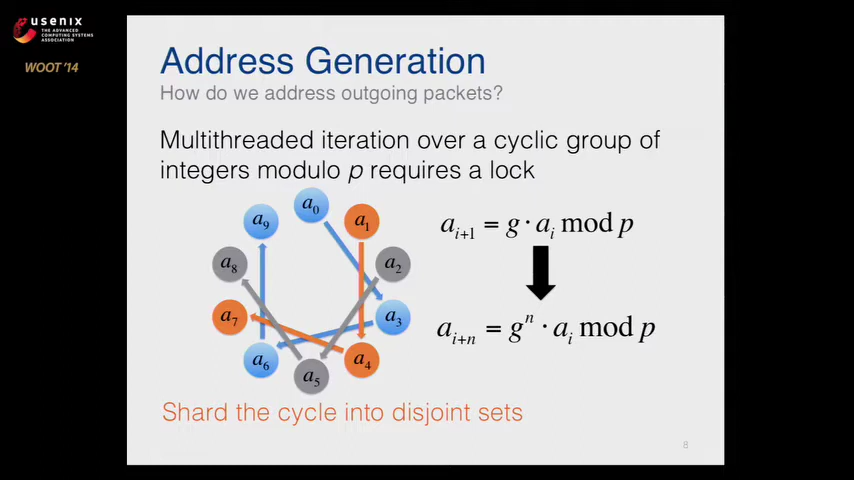 usenix
THE ADVANCED
COMPUTING SYSTEMS
ASSOCIATION
WOOT '14
Address Generation
How do we address outgoing packets?
Multithreaded iteration over a cyclic group of
integers modulo p requires a lock
a₀
a₁
a₂
a₃
a₄
a₅
a₆
a₇
a₈
a₉
aᵢ₊₁ = g · aᵢ mod p
aᵢ₊ₙ = gⁿ · aᵢ mod p
Shard the cycle into disjoint sets
8